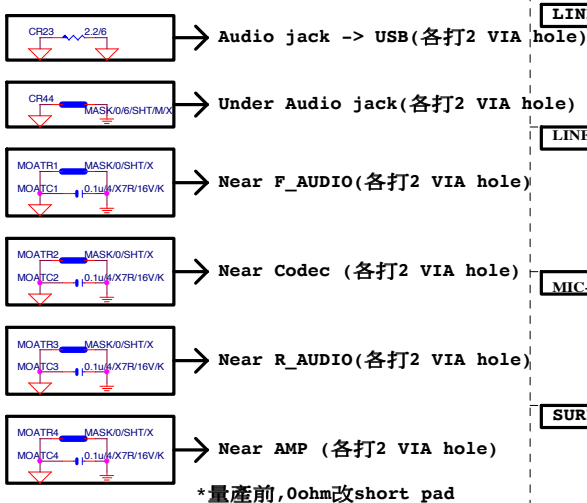 LIN
CR23 2.2/6
Audio jack -> USB(各打2 VIA hole)
CR44 MASK/0/6/SHT/M/X
Under Audio jack(各打2 VIA hole)
LINE
MOATR1 MASK/0/SHT/X
MOATC1 0.1u/4/X7R/16V/K
Near F_AUDIO(各打2 VIA hole)
MOATR2 MASK/0/SHT/X
MOATC2 0.1u/4/X7R/16V/K
Near Codec (各打2 VIA hole)
MIC-
MOATR3 MASK/0/SHT/X
MOATC3 0.1u/4/X7R/16V/K
Near R_AUDIO(各打2 VIA hole)
SUR
MOATR4 MASK/0/SHT/X
MOATC4 0.1u/4/X7R/16V/K
Near AMP (各打2 VIA hole)
*量產前,0ohm改short pad